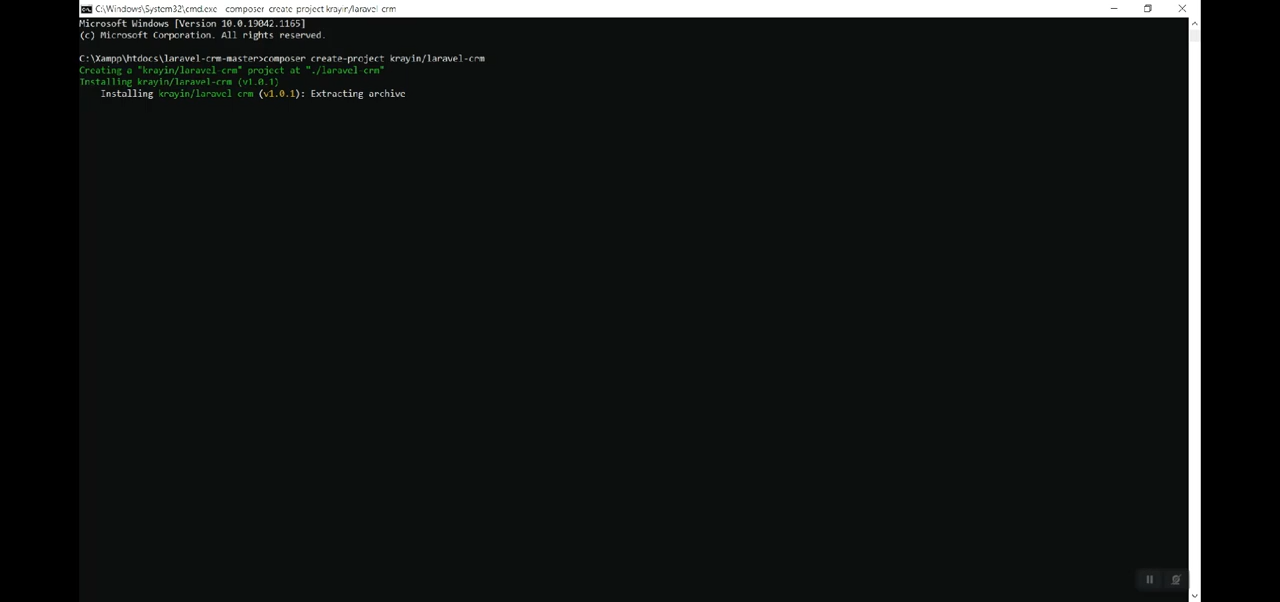 C:\Windows\System32\cmd.exe - composer create-project krayin/laravel-crm
Microsoft Windows [Version 10.0.19042.1165]
(c) Microsoft Corporation. All rights reserved.
C:\Xampp\htdocs\laravel-crm-master>composer create-project krayin/laravel-crm
Creating a "krayin/laravel-crm" project at "./laravel-crm"
Installing krayin/laravel-crm (v1.0.1)
Installing krayin/laravel-crm (v1.0.1): Extracting archive